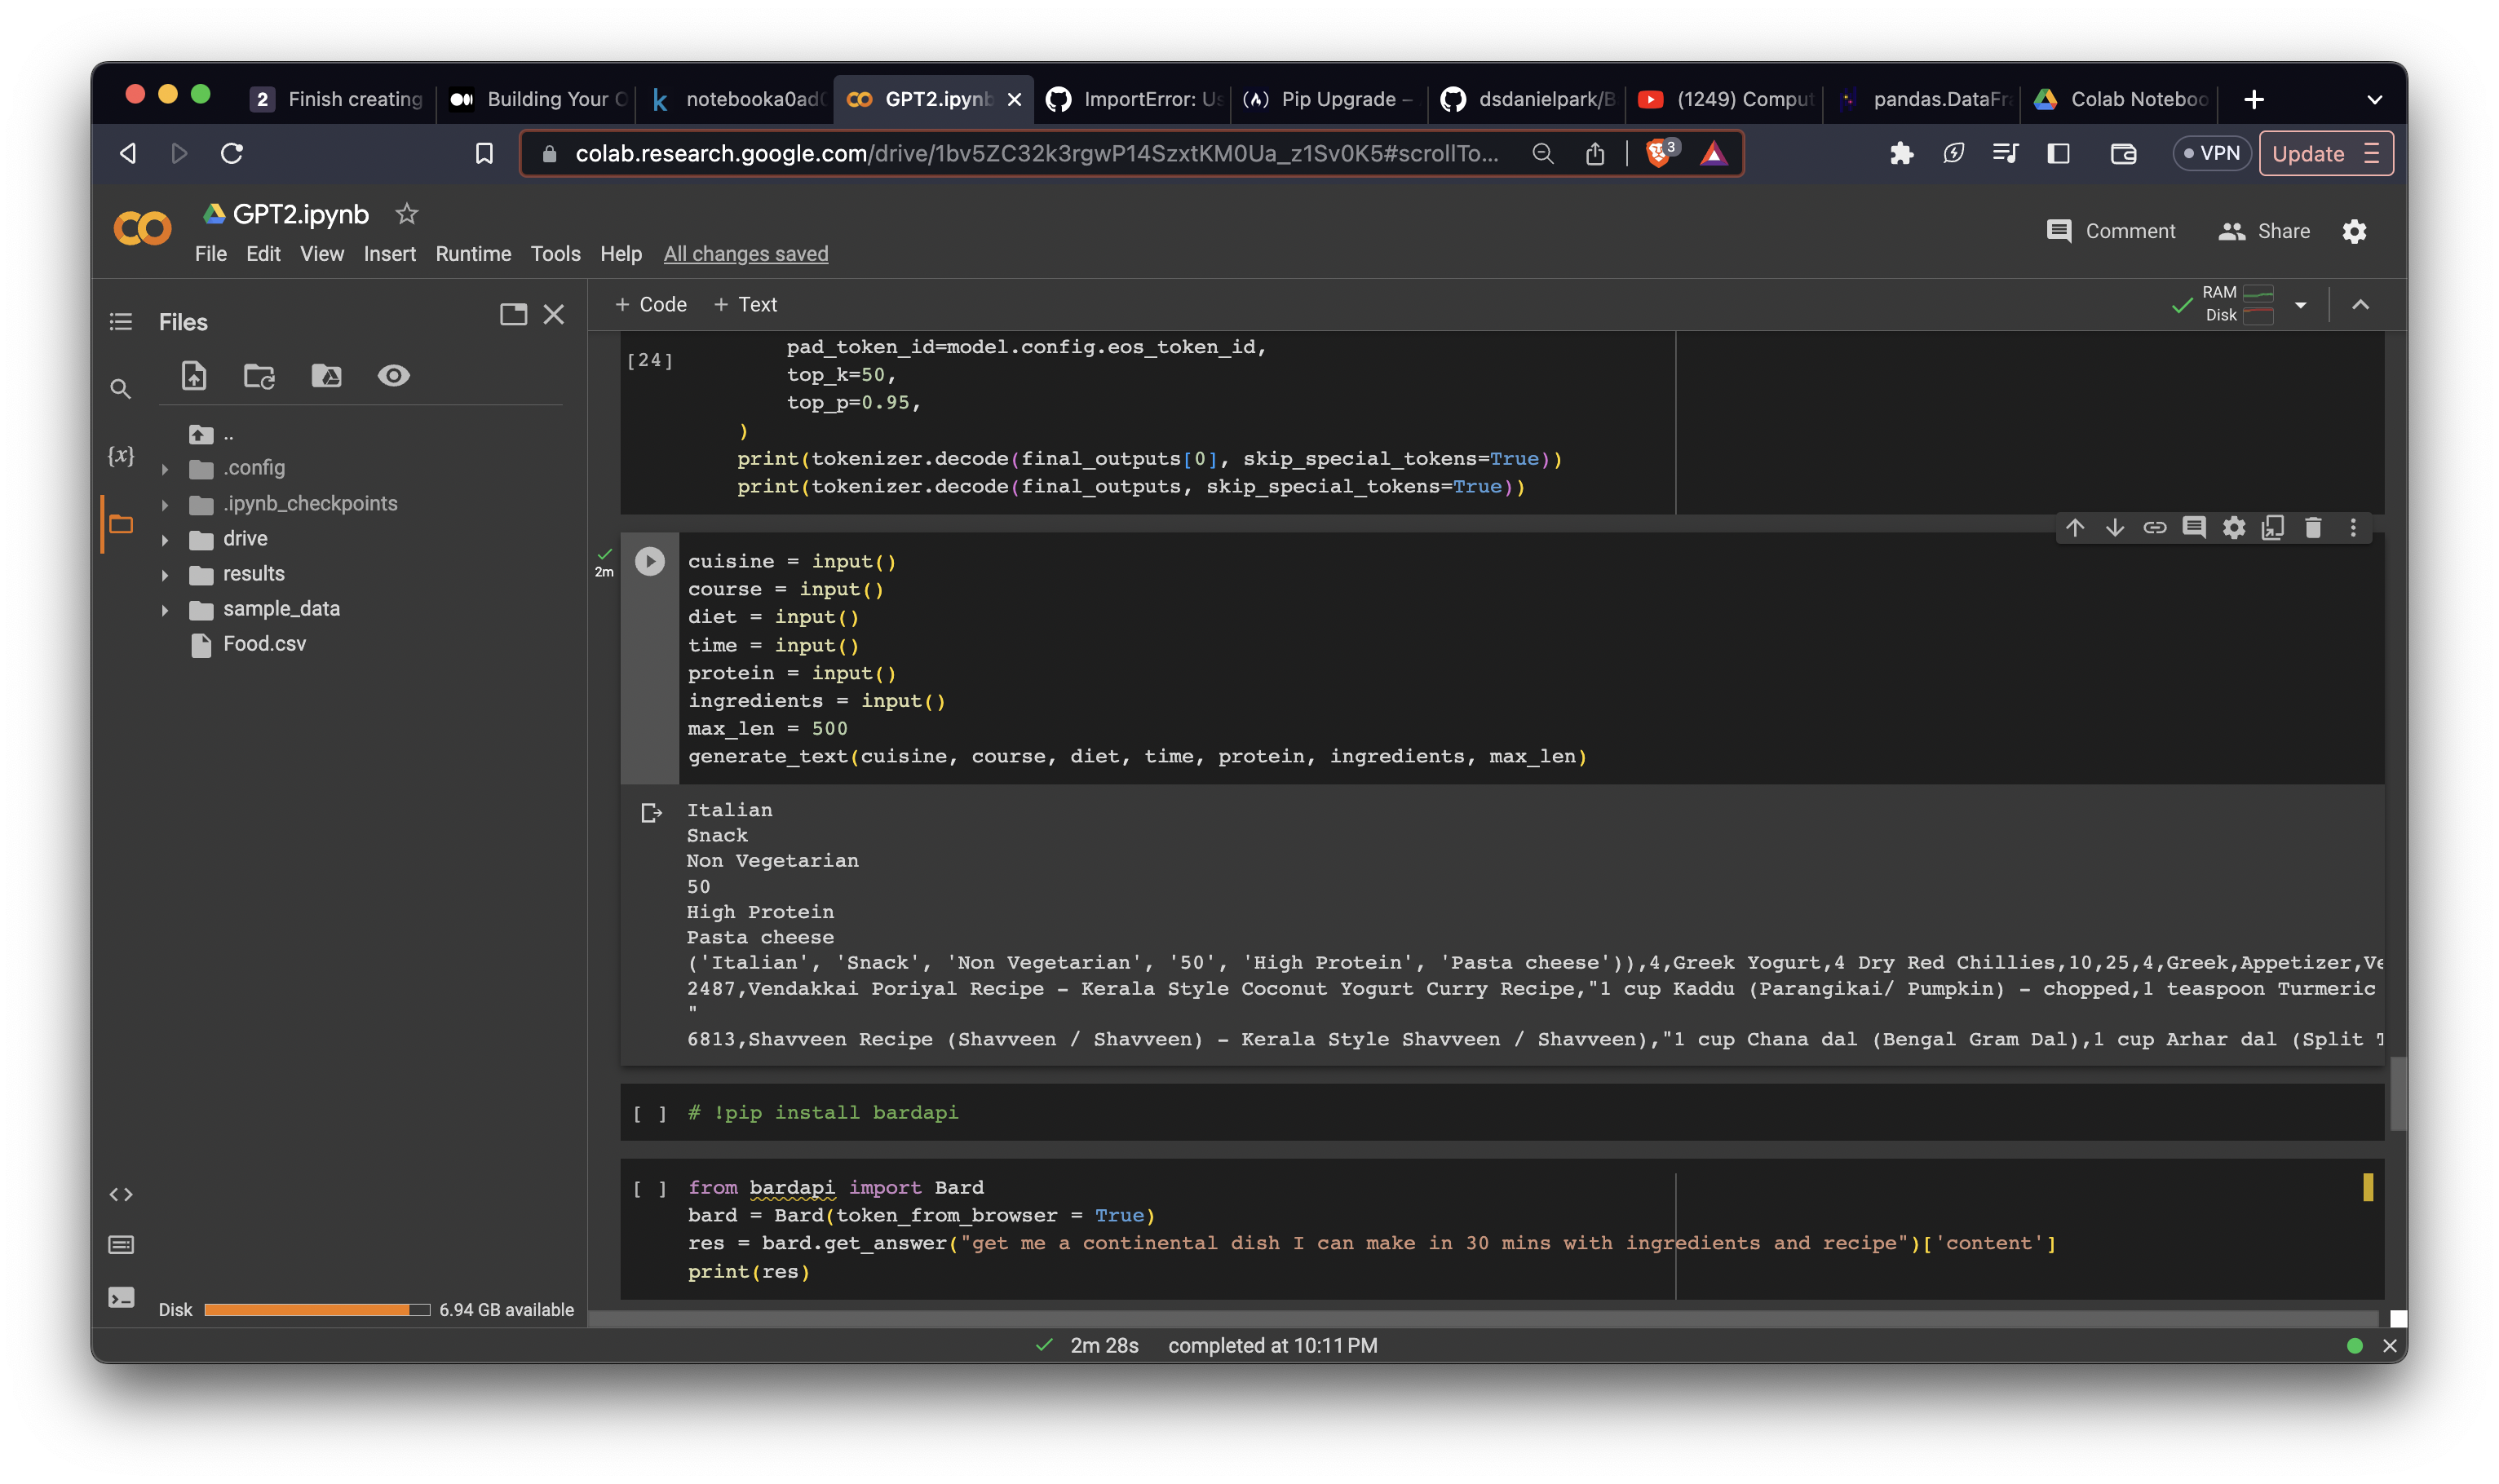 2 Finish creating
Building Your O
k notebooka0ad0
GPT2.ipynb
ImportError: Us
Pip Upgrade –
dsdanielpark/B
(1249) Comput
pandas.DataFra
Colab Noteboo
colab.research.google.com/drive/1bv5ZC32k3rgwP14SzxtKM0Ua_z1Sv0K5#scrollTo...
3
VPN
Update
GPT2.ipynb
File Edit View Insert Runtime Tools Help All changes saved
Comment
Share
Files
+ Code + Text
RAM
Disk
..
.config
.ipynb_checkpoints
drive
results
sample_data
Food.csv
{x}
Disk 6.94 GB available
[24]
pad_token_id=model.config.eos_token_id,
top_k=50,
top_p=0.95,
)
print(tokenizer.decode(final_outputs[0], skip_special_tokens=True))
print(tokenizer.decode(final_outputs, skip_special_tokens=True))
2m
cuisine = input()
course = input()
diet = input()
time = input()
protein = input()
ingredients = input()
max_len = 500
generate_text(cuisine, course, diet, time, protein, ingredients, max_len)
Italian
Snack
Non Vegetarian
50
High Protein
Pasta cheese
('Italian', 'Snack', 'Non Vegetarian', '50', 'High Protein', 'Pasta cheese')),4,Greek Yogurt,4 Dry Red Chillies,10,25,4,Greek,Appetizer,Ve
2487,Vendakkai Poriyal Recipe - Kerala Style Coconut Yogurt Curry Recipe,"1 cup Kaddu (Parangikai/ Pumpkin) - chopped,1 teaspoon Turmeric
"
6813,Shavveen Recipe (Shavveen / Shavveen) - Kerala Style Shavveen / Shavveen),"1 cup Chana dal (Bengal Gram Dal),1 cup Arhar dal (Split T
[ ] # !pip install bardapi
[ ] from bardapi import Bard
bard = Bard(token_from_browser = True)
res = bard.get_answer("get me a continental dish I can make in 30 mins with ingredients and recipe")['content']
print(res)
2m 28s completed at 10:11 PM